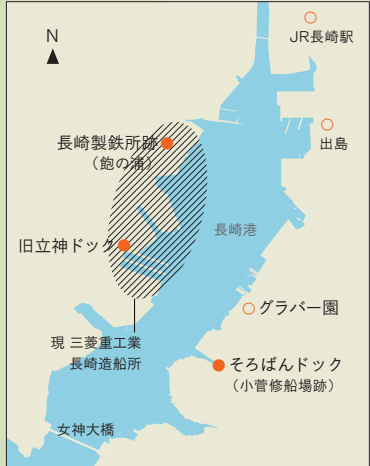 N
JR長崎駅
長崎製鉄所跡
（飽の浦）
出島
旧立神ドック
長崎港
グラバー園
現 三菱重工業
長崎造船所
そろばんドック
（小菅修船場跡）
女神大橋